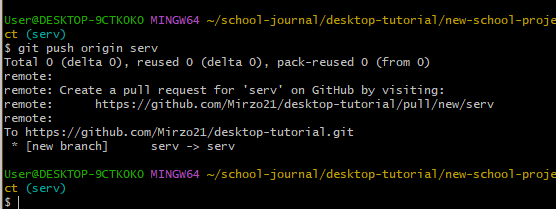 User@DESKTOP-9CTKOKO MINGW64 ~/school-journal/desktop-tutorial/new-school-proje
ct (serv)
$ git push origin serv
Total 0 (delta 0), reused 0 (delta 0), pack-reused 0 (from 0)
remote:
remote: Create a pull request for 'serv' on GitHub by visiting:
remote:      https://github.com/Mirzo21/desktop-tutorial/pull/new/serv
remote:
To https://github.com/Mirzo21/desktop-tutorial.git
 * [new branch]      serv -> serv
User@DESKTOP-9CTKOKO MINGW64 ~/school-journal/desktop-tutorial/new-school-proje
ct (serv)
$